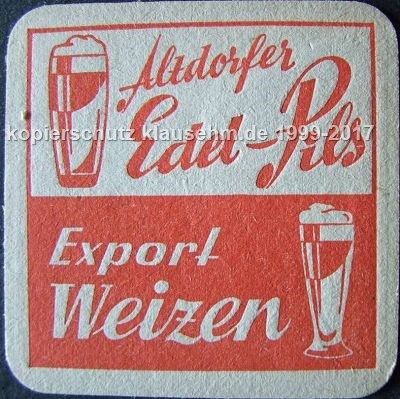 Altdorfer
Edel-Pils
kopierschutz klausehm.de 1999-2017
Export
Weizen